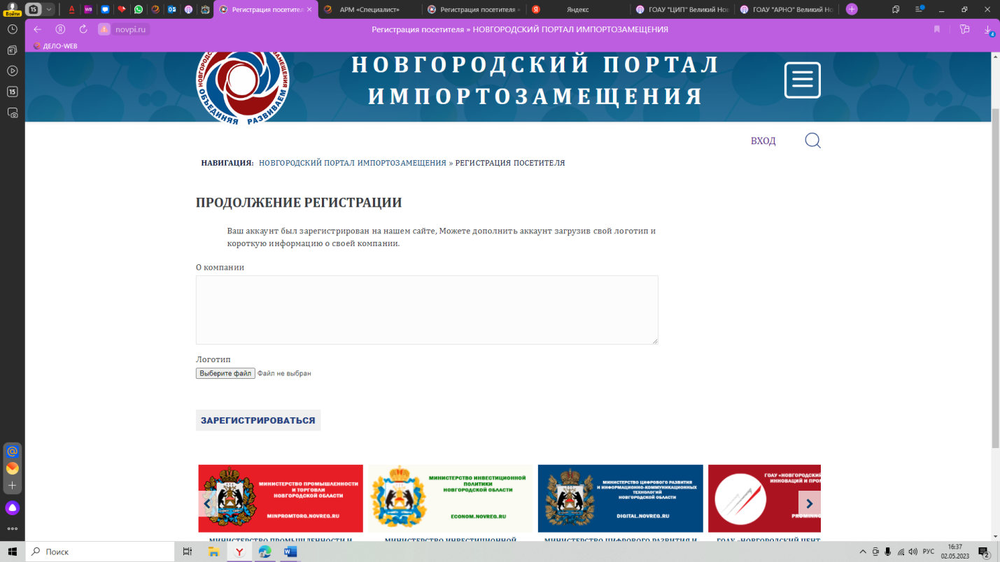 Войти
15
Регистрация посетител
АРМ «Специалист»
Регистрация посетителя »
Яндекс
ГОАУ "ЦИП" Великий Нов
ГОАУ "АРНО" Великий Но
novpi.ru
Регистрация посетителя » НОВГОРОДСКИЙ ПОРТАЛ ИМПОРТОЗАМЕЩЕНИЯ
4
ДЕЛО-WEB
15
ОБЪЕДИНЯЯ РАЗВИВАЕМ
НОВГОРОДСКИЙ ПОРТАЛ
ИМПОРТОЗАМЕЩЕНИЯ
ВХОД
НАВИГАЦИЯ: НОВГОРОДСКИЙ ПОРТАЛ ИМПОРТОЗАМЕЩЕНИЯ » РЕГИСТРАЦИЯ ПОСЕТИТЕЛЯ
ПРОДОЛЖЕНИЕ РЕГИСТРАЦИИ
Ваш аккаунт был зарегистрирован на нашем сайте, Можете дополнить аккаунт загрузив свой логотип и
короткую информацию о своей компании.
О компании
Логотип
Выберите файл Файл не выбран
ЗАРЕГИСТРИРОВАТЬСЯ
МИНИСТЕРСТВО ПРОМЫШЛЕННОСТИ
И ТОРГОВЛИ
НОВГОРОДСКОЙ ОБЛАСТИ
MINPROMTORG.NOVREG.RU
МИНИСТЕРСТВО ИНВЕСТИЦИОННОЙ
ПОЛИТИКИ
НОВГОРОДСКОЙ ОБЛАСТИ
ECONOM.NOVREG.RU
МИНИСТЕРСТВО ЦИФРОВОГО РАЗВИТИЯ
И ИНФОРМАЦИОННО-КОММУНИКАЦИОННЫХ
ТЕХНОЛОГИЙ
НОВГОРОДСКОЙ ОБЛАСТИ
DIGITAL.NOVREG.RU
ГОАУ «НОВГОРОДСКИЙ
ИННОВАЦИЙ И ПРО
PROMINNO
МИНИСТЕРСТВО ПРОМЫШЛЕННОСТИ И
МИНИСТЕРСТВО ИНВЕСТИЦИОННОЙ
МИНИСТЕРСТВО ЦИФРОВОГО РАЗВИТИЯ И
ГОАУ «НОВГОРОДСКИЙ ЦЕНТ
Поиск
РУС
16:37
02.05.2023
2